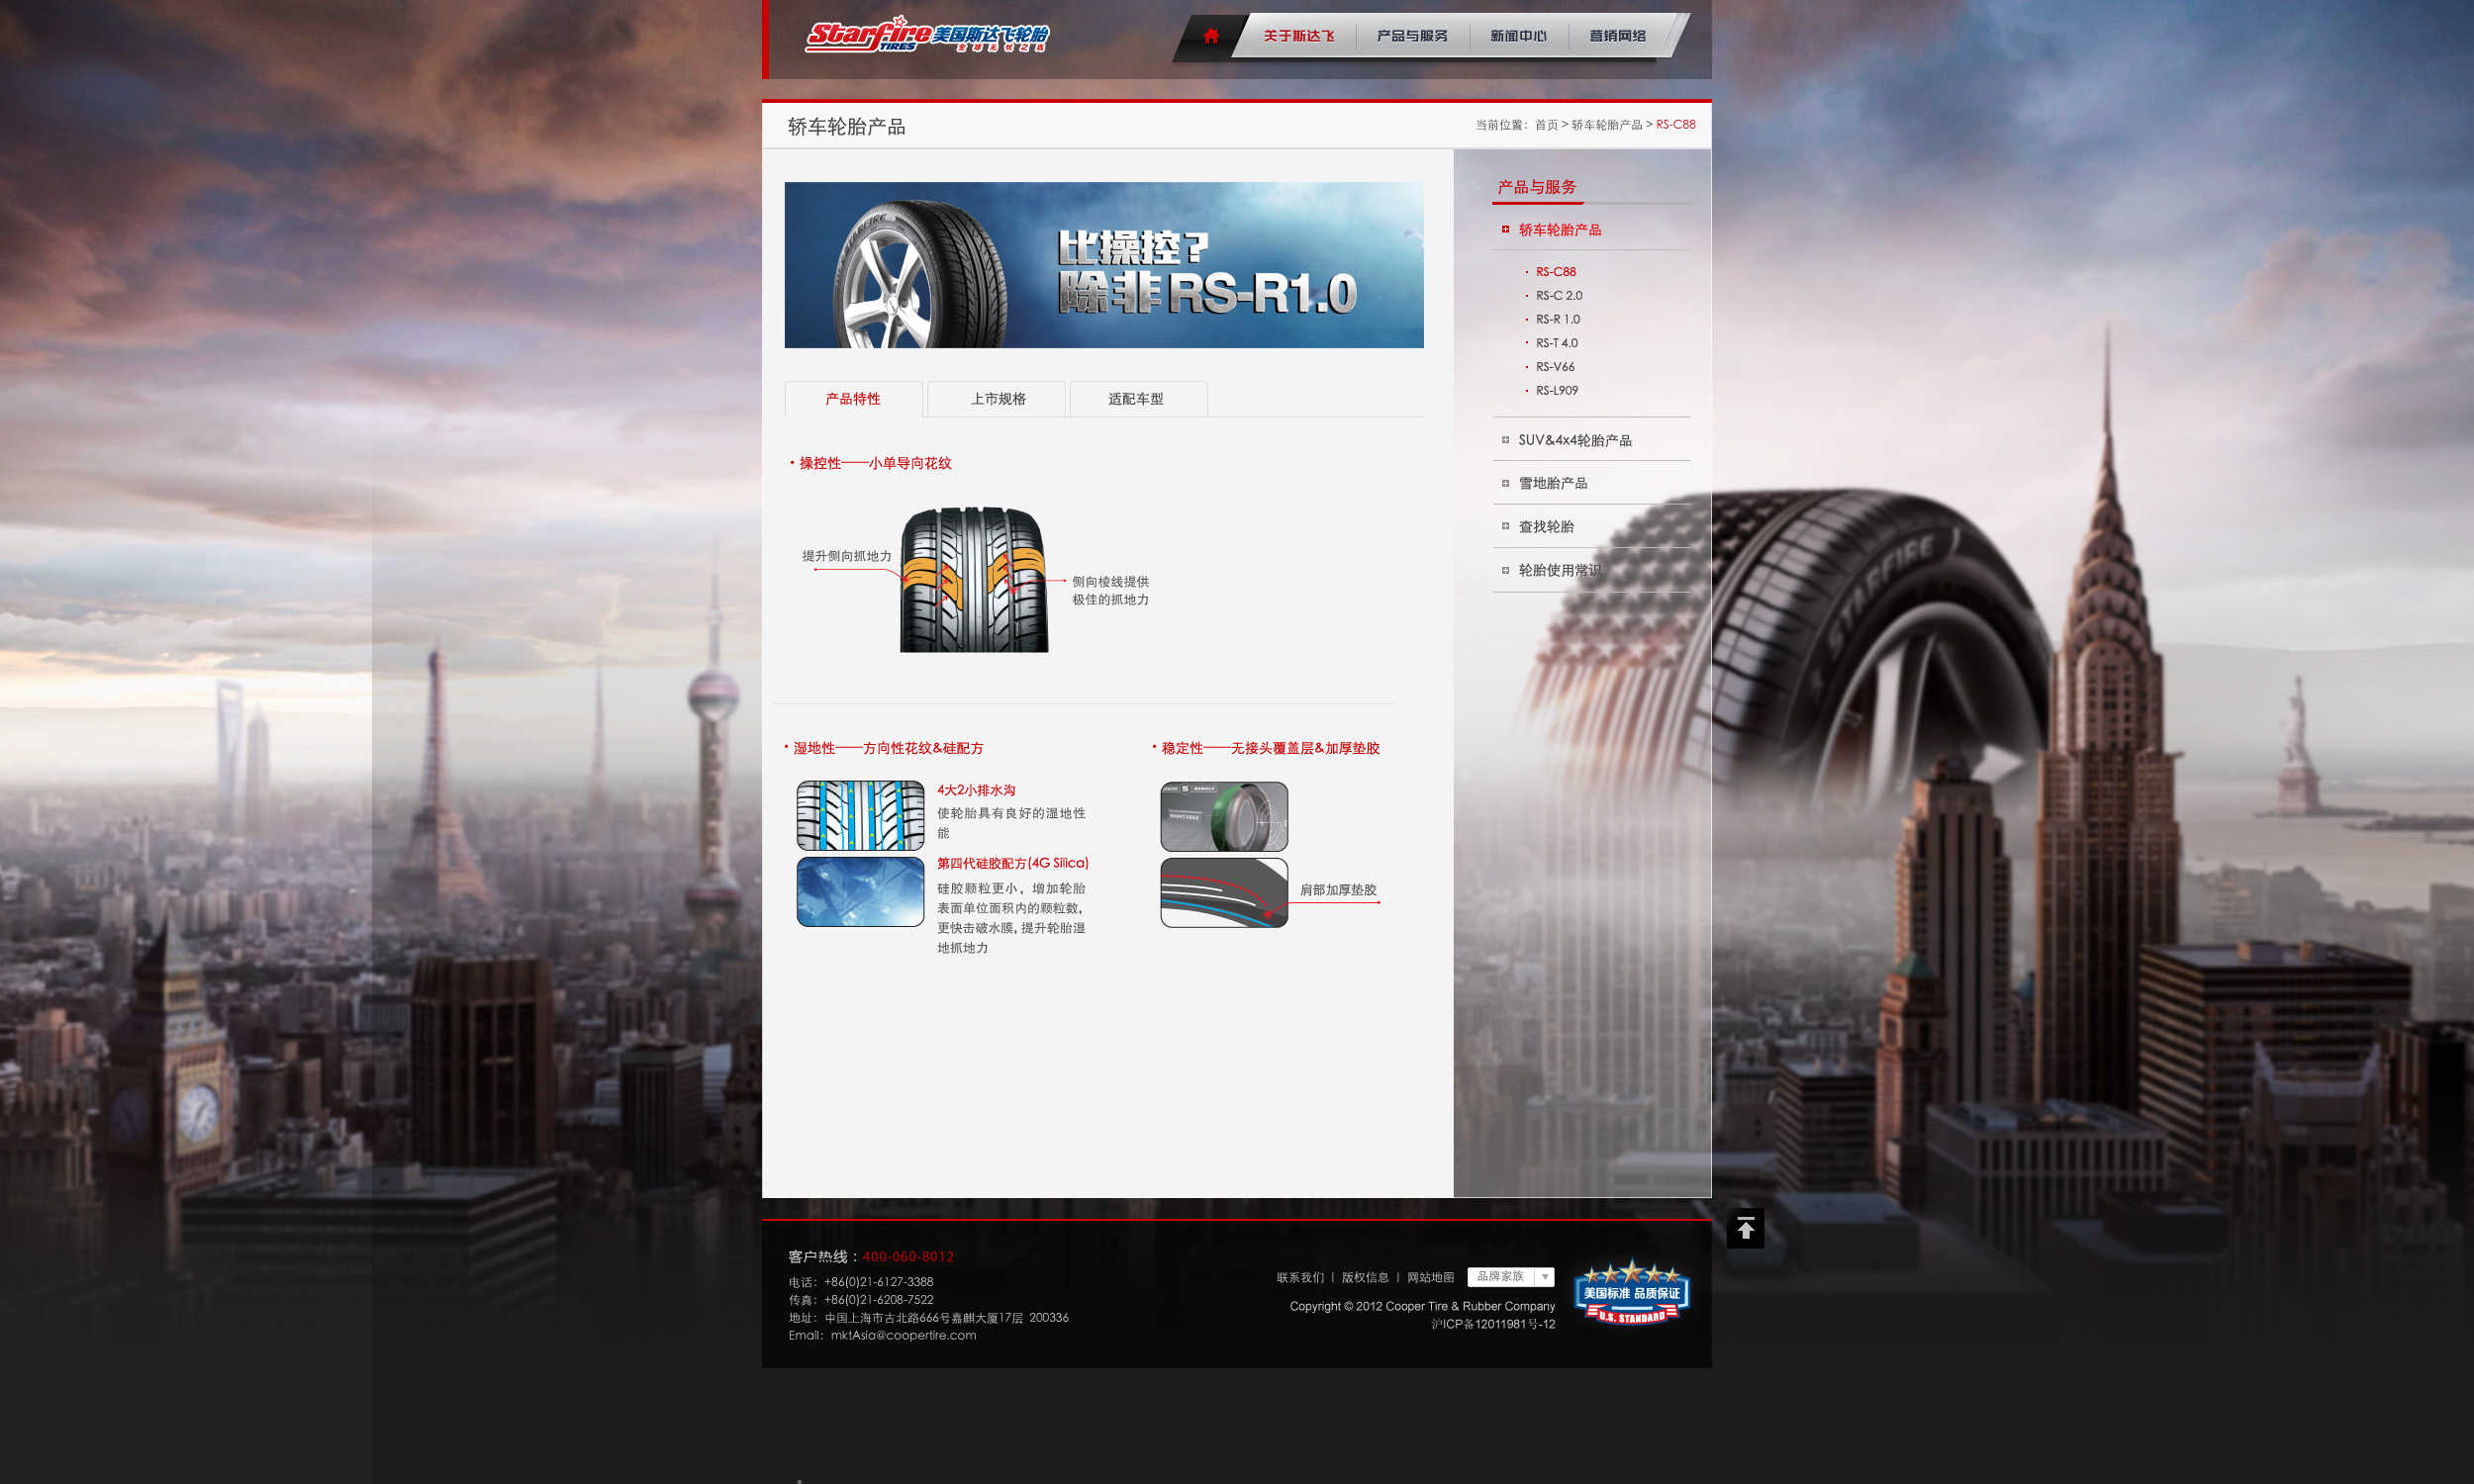 Starfire TIRES 美国斯达飞轮胎
全球无忧之选
关于斯达飞
产品与服务
新闻中心
营销网络
轿车轮胎产品
当前位置：首页 > 轿车轮胎产品 > RS-C88
比操控？
除非RS-R1.0
产品特性
上市规格
适配车型
· 操控性——小单导向花纹
提升侧向抓地力
侧向棱线提供
极佳的抓地力
· 湿地性——方向性花纹&硅配方
4大2小排水沟
使轮胎具有良好的湿地性
能
第四代硅胶配方(4G Silica)
硅胶颗粒更小，增加轮胎
表面单位面积内的颗粒数，
更快击破水膜，提升轮胎湿
地抓地力
· 稳定性——无接头覆盖层&加厚垫胶
肩部加厚垫胶
产品与服务
轿车轮胎产品
· RS-C88
· RS-C 2.0
· RS-R 1.0
· RS-T 4.0
· RS-V66
· RS-L909
SUV&4x4轮胎产品
雪地胎产品
查找轮胎
轮胎使用常识
STARFIRE
客户热线：400-060-8012
电话：+86(0)21-6127-3388
传真：+86(0)21-6208-7522
地址：中国上海市古北路666号嘉麒大厦17层 200336
Email：mktAsia@coopertire.com
联系我们 | 版权信息 | 网站地图
品牌家族
Copyright © 2012 Cooper Tire & Rubber Company
沪ICP备12011981号-12
美国标准 品质保证
U.S. STANDARD